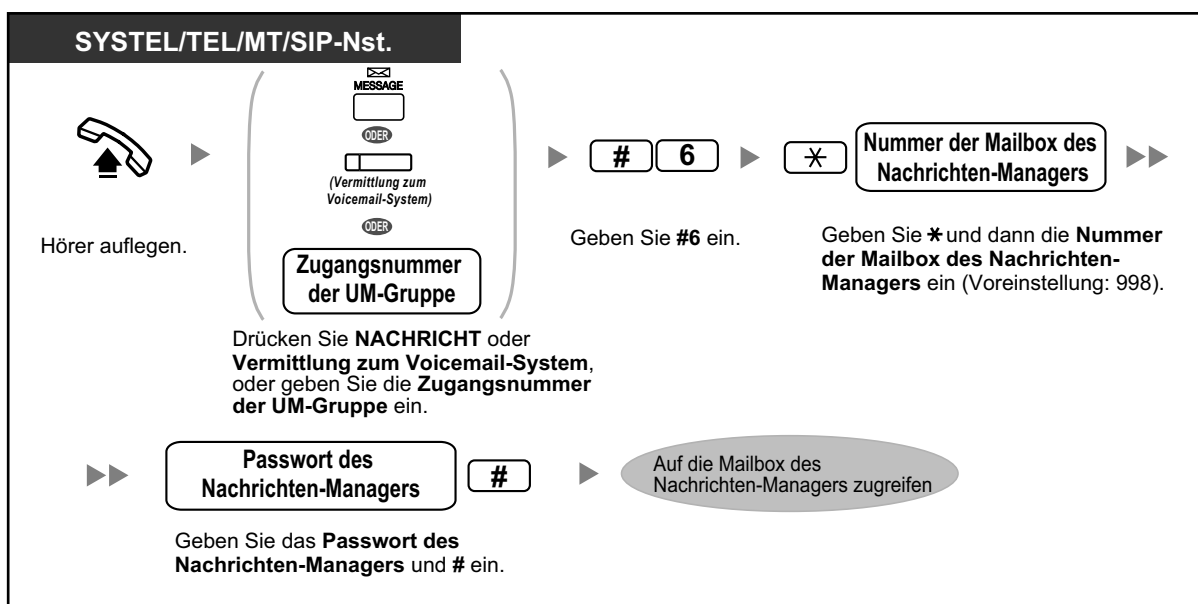 SYSTEL/TEL/MT/SIP-Nst.
Hörer auflegen.
MESSAGE
ODER
(Vermittlung zum
Voicemail-System)
ODER
Zugangsnummer
der UM-Gruppe
Drücken Sie NACHRICHT oder
Vermittlung zum Voicemail-System,
oder geben Sie die Zugangsnummer
der UM-Gruppe ein.
# 6
Geben Sie #6 ein.
* Nummer der Mailbox des
Nachrichten-Managers
Geben Sie * und dann die Nummer
der Mailbox des Nachrichten-
Managers ein (Voreinstellung: 998).
Passwort des
Nachrichten-Managers #
Geben Sie das Passwort des
Nachrichten-Managers und # ein.
Auf die Mailbox des
Nachrichten-Managers zugreifen